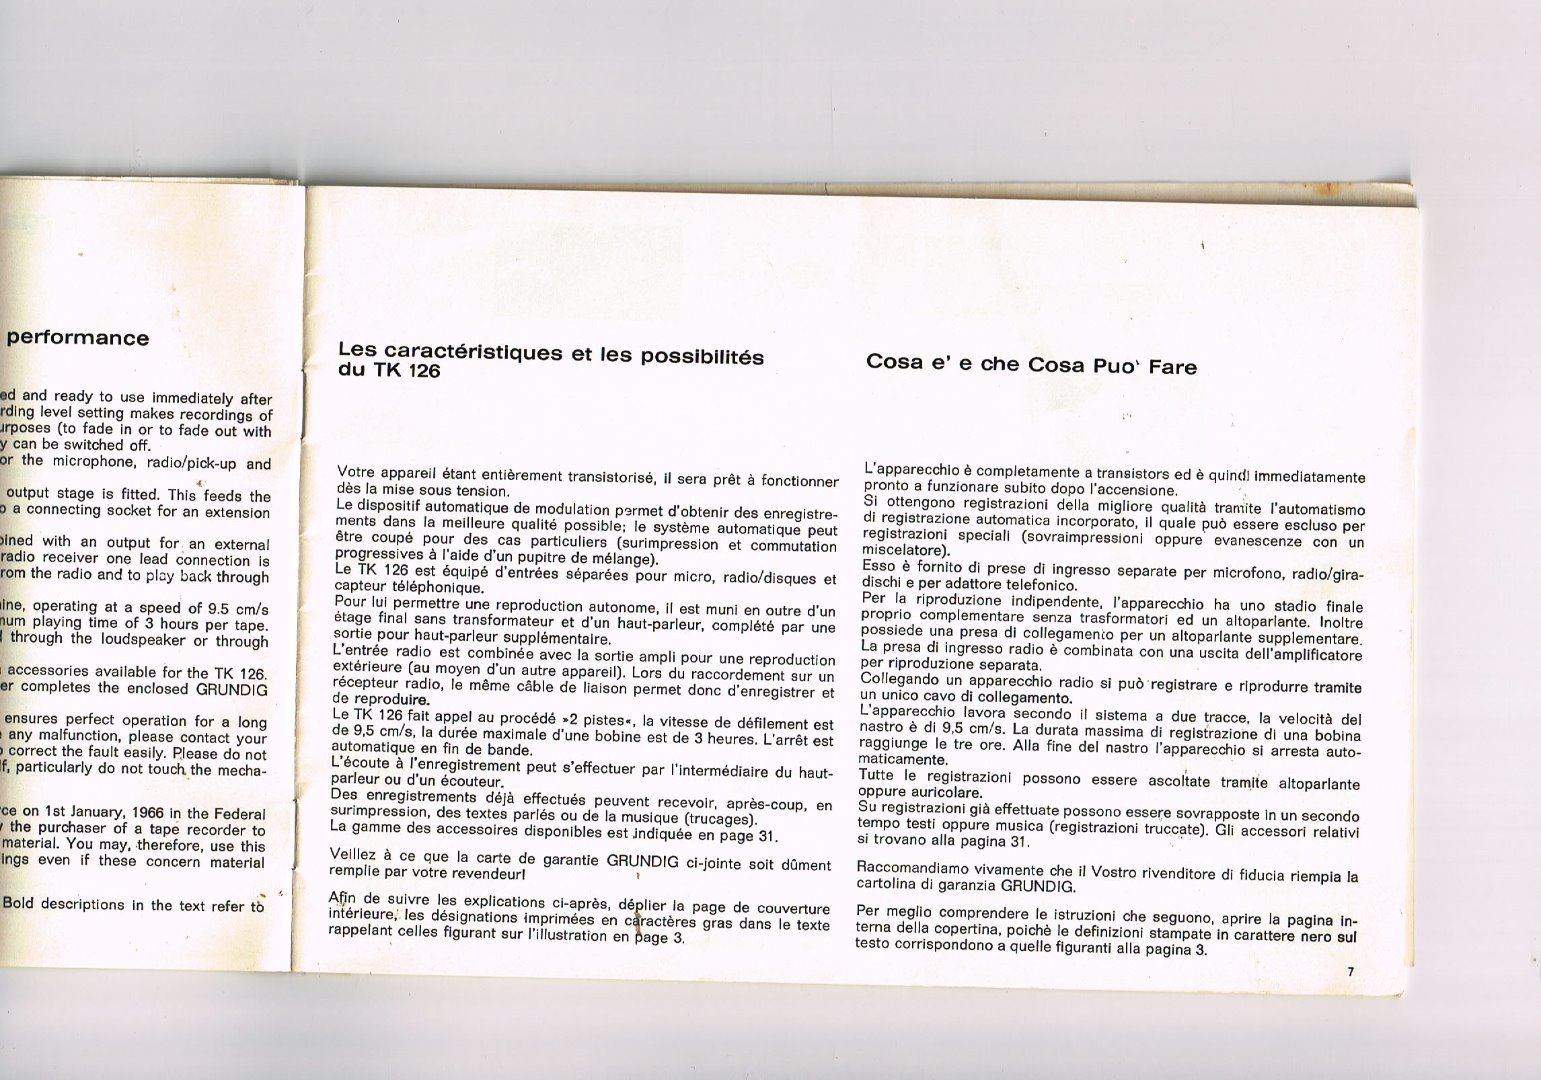 performance
ed and ready to use immediately after
rding level setting makes recordings of
urposes (to fade in or to fade out with
y can be switched off.
or the microphone, radio/pick-up and
output stage is fitted. This feeds the
o a connecting socket for an extension
ined with an output for an external
radio receiver one lead connection is
rom the radio and to play back through
ine, operating at a speed of 9.5 cm/s
num playing time of 3 hours per tape.
through the loudspeaker or through
accessories available for the TK 126.
er completes the enclosed GRUNDIG
ensures perfect operation for a long
any malfunction, please contact your
o correct the fault easily. Please do not
lf, particularly do not touch the mecha-
ce on 1st January, 1966 in the Federal
the purchaser of a tape recorder to
material. You may, therefore, use this
ings even if these concern material
Bold descriptions in the text refer to
Les caractéristiques et les possibilités
du TK 126
Votre appareil étant entièrement transistorisé, il sera prêt à fonctionner
dès la mise sous tension.
Le dispositif automatique de modulation permet d'obtenir des enregistre-
ments dans la meilleure qualité possible; le système automatique peut
être coupé pour des cas particuliers (surimpression et commutation
progressives à l'aide d'un pupitre de mélange).
Le TK 126 est équipé d'entrées séparées pour micro, radio/disques et
capteur téléphonique.
Pour lui permettre une reproduction autonome, il est muni en outre d'un
étage final sans transformateur et d'un haut-parleur, complété par une
sortie pour haut-parleur supplémentaire.
L'entrée radio est combinée avec la sortie ampli pour une reproduction
extérieure (au moyen d'un autre appareil). Lors du raccordement sur un
récepteur radio, le même câble de liaison permet donc d'enregistrer et
de reproduire.
Le TK 126 fait appel au procédé »2 pistes«, la vitesse de défilement est
de 9,5 cm/s, la durée maximale d'une bobine est de 3 heures. L'arrêt est
automatique en fin de bande.
L'écoute à l'enregistrement peut s'effectuer par l'intermédiaire du haut-
parleur ou d'un écouteur.
Des enregistrements déjà effectués peuvent recevoir, après-coup, en
surimpression, des textes parlés ou de la musique (trucages).
La gamme des accessoires disponibles est indiquée en page 31.
Veillez à ce que la carte de garantie GRUNDIG ci-jointe soit dûment
remplie par votre revendeur!
Afin de suivre les explications ci-après, déplier la page de couverture
intérieure, les désignations imprimées en caractères gras dans le texte
rappelant celles figurant sur l'illustration en page 3.
Cosa e' e che Cosa Puo' Fare
L'apparecchio è completamente a transistors ed è quindi immediatamente
pronto a funzionare subito dopo l'accensione.
Si ottengono registrazioni della migliore qualità tramite l'automatismo
di registrazione automatica incorporato, il quale può essere escluso per
registrazioni speciali (sovraimpressioni oppure evanescenze con un
miscelatore).
Esso è fornito di prese di ingresso separate per microfono, radio/gira-
dischi e per adattore telefonico.
Per la riproduzione indipendente, l'apparecchio ha uno stadio finale
proprio complementare senza trasformatori ed un altoparlante. Inoltre
possiede una presa di collegamento per un altoparlante supplementare.
La presa di ingresso radio è combinata con una uscita dell'amplificatore
per riproduzione separata.
Collegando un apparecchio radio si può registrare e riprodurre tramite
un unico cavo di collegamento.
L'apparecchio lavora secondo il sistema a due tracce, la velocità del
nastro è di 9,5 cm/s. La durata massima di registrazione di una bobina
raggiunge le tre ore. Alla fine del nastro l'apparecchio si arresta auto-
maticamente.
Tutte le registrazioni possono essere ascoltate tramite altoparlante
oppure auricolare.
Su registrazioni già effettuate possono essere sovrapposte in un secondo
tempo testi oppure musica (registrazioni truccate). Gli accessori relativi
si trovano alla pagina 31.
Raccomandiamo vivamente che il Vostro rivenditore di fiducia riempia la
cartolina di garanzia GRUNDIG.
Per meglio comprendere le istruzioni che seguono, aprire la pagina in-
terna della copertina, poichè le definizioni stampate in carattere nero sul
testo corrispondono a quelle figuranti alla pagina 3.
7